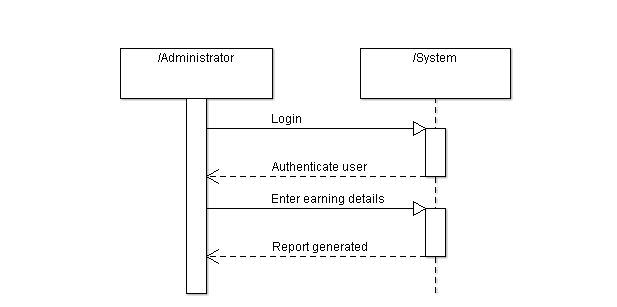 /Administrator
/System
Login
Authenticate user
Enter earning details
Report generated